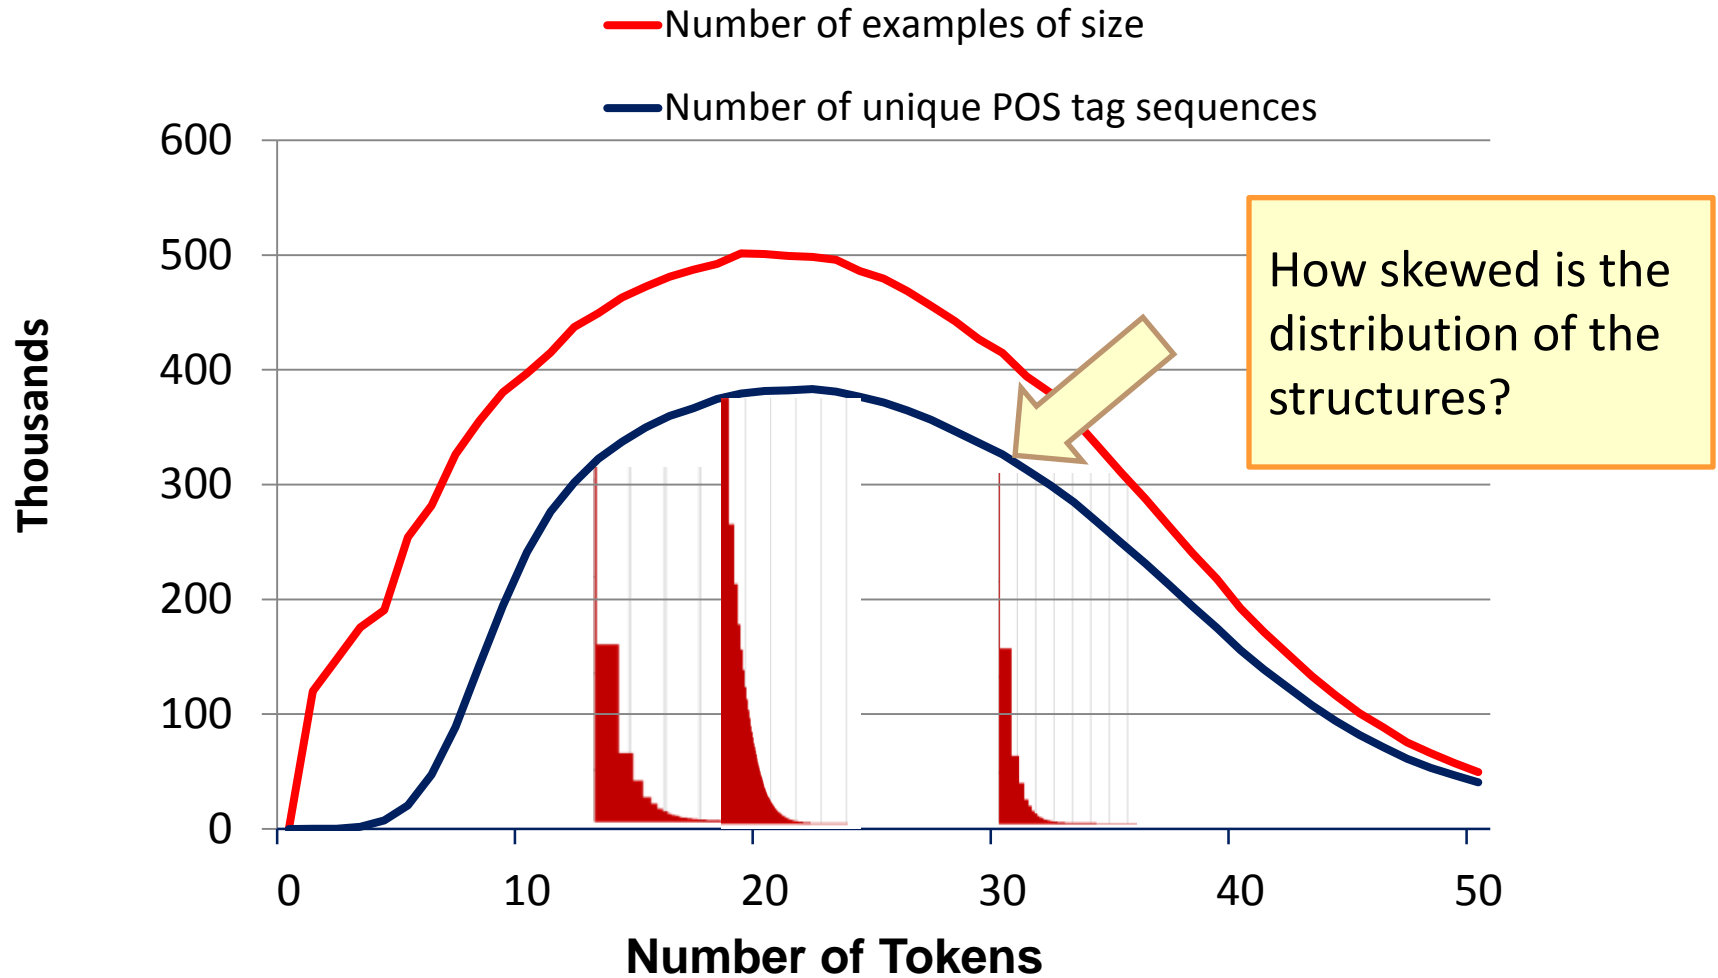 Number of examples of size
Number of unique POS tag sequences
600
500
400
300
200
100
0
Thousands
How skewed is the
distribution of the
structures?
0 10 20 30 40 50
Number of Tokens